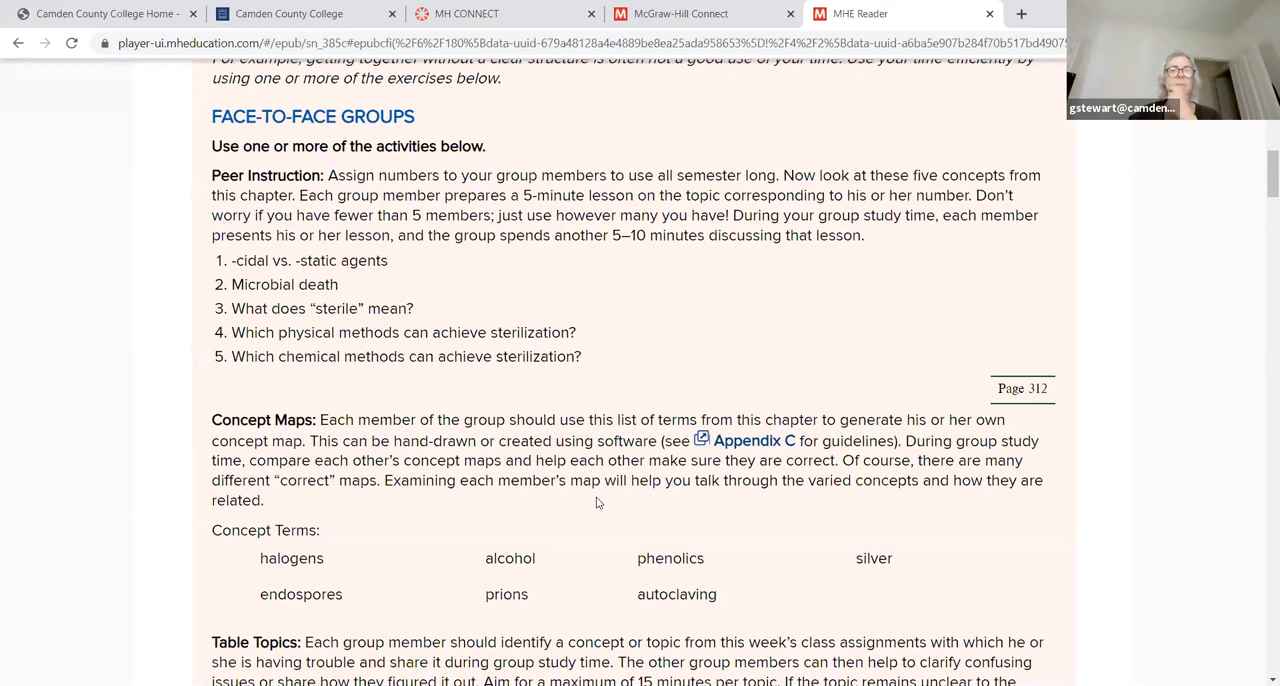 Camden County College Home -
Camden County College
MH CONNECT
McGraw-Hill Connect
MHE Reader
player-ui.mheducation.com/#/epub/sn_385c#epubcfi(%2F6%2F180%5Bdata-uuid-679a48128a4e4889be8ea25ada958653%5D!%2F4%2F2%5Bdata-uuid-a6ba5e907b284f70b517bd4907
For example, getting together without a clear structure is often not a good use of your time. Use your time efficiently by
using one or more of the exercises below.
gstewart@camden...
FACE-TO-FACE GROUPS
Use one or more of the activities below.
Peer Instruction: Assign numbers to your group members to use all semester long. Now look at these five concepts from
this chapter. Each group member prepares a 5-minute lesson on the topic corresponding to his or her number. Don't
worry if you have fewer than 5 members; just use however many you have! During your group study time, each member
presents his or her lesson, and the group spends another 5–10 minutes discussing that lesson.
1. -cidal vs. -static agents
2. Microbial death
3. What does “sterile” mean?
4. Which physical methods can achieve sterilization?
5. Which chemical methods can achieve sterilization?
Page 312
Concept Maps: Each member of the group should use this list of terms from this chapter to generate his or her own
concept map. This can be hand-drawn or created using software (see Appendix C for guidelines). During group study
time, compare each other's concept maps and help each other make sure they are correct. Of course, there are many
different “correct” maps. Examining each member's map will help you talk through the varied concepts and how they are
related.
Concept Terms:
halogens alcohol phenolics silver
endospores prions autoclaving
Table Topics: Each group member should identify a concept or topic from this week's class assignments with which he or
she is having trouble and share it during group study time. The other group members can then help to clarify confusing
issues or share how they figured it out. Aim for a maximum of 15 minutes per topic. If the topic remains unclear to the